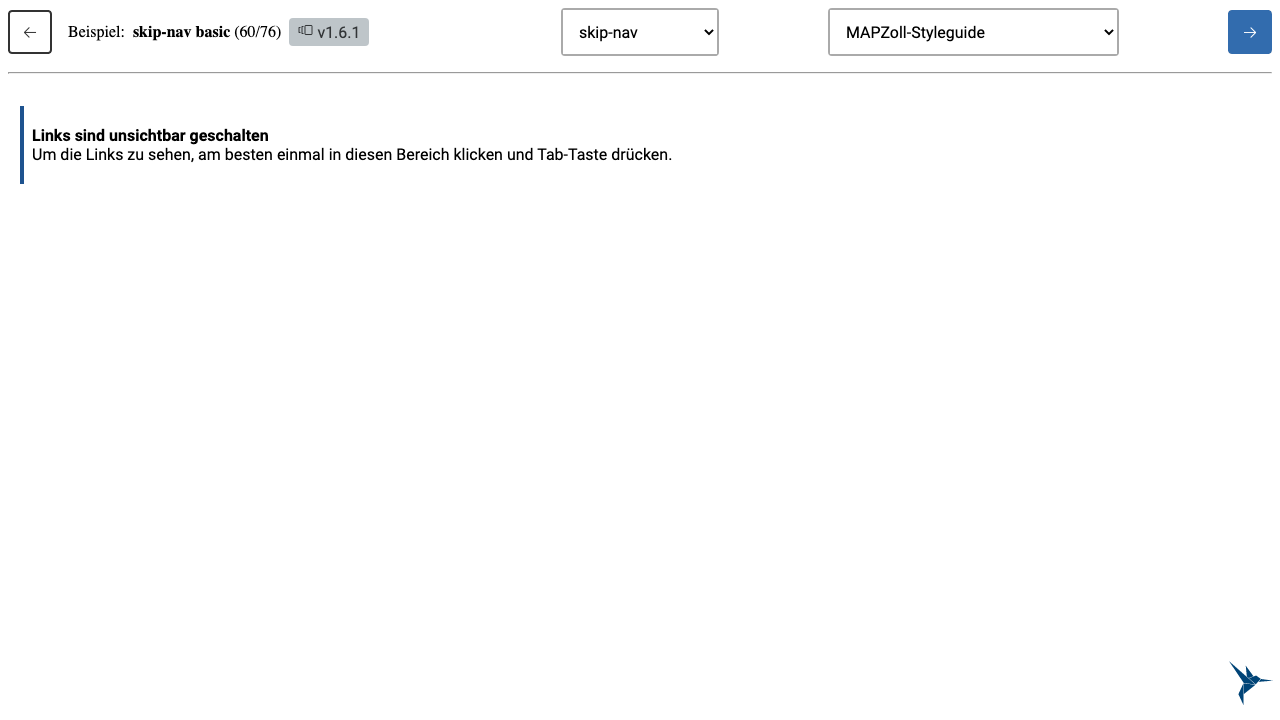 Beispiel: skip-nav basic (60/76) v1.6.1 skip-nav MAPZoll-Styleguide
Links sind unsichtbar geschalten
Um die Links zu sehen, am besten einmal in diesen Bereich klicken und Tab-Taste drücken.